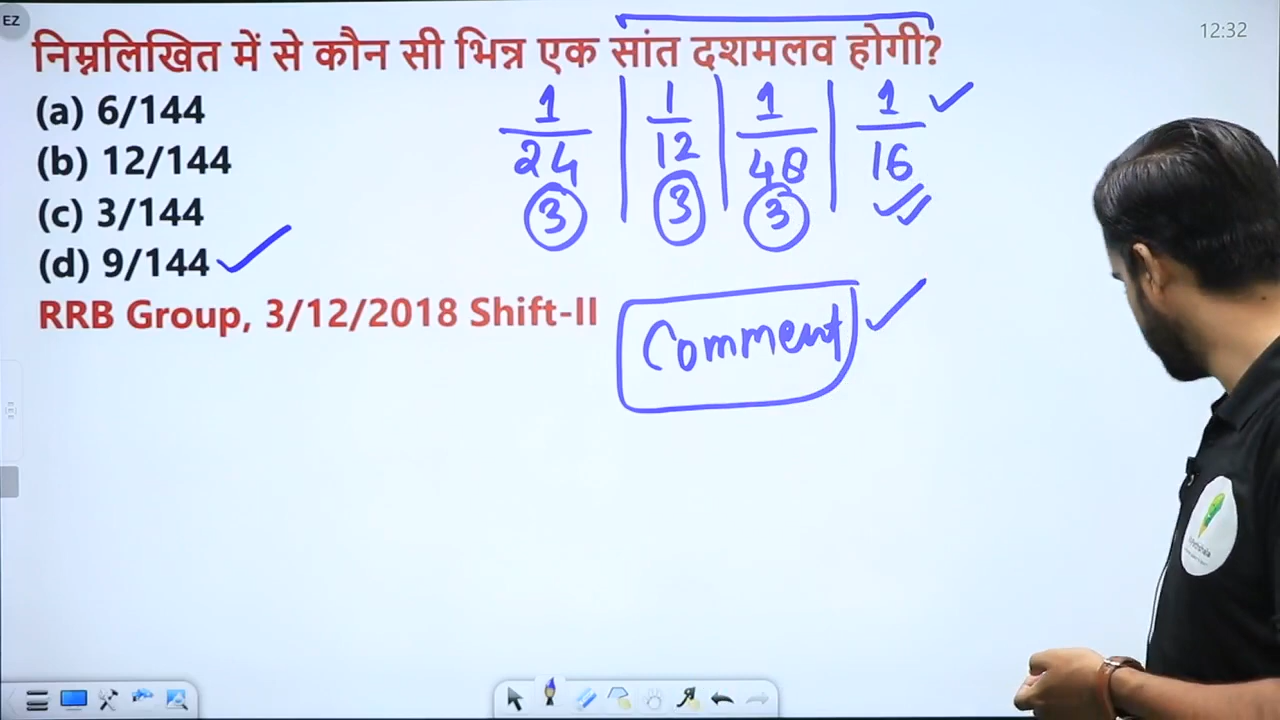 EZ
12:32
निम्नलिखित में से कौन सी भिन्न एक सांत दशमलव होगी?
(a) 6/144
(b) 12/144
(c) 3/144
(d) 9/144
RRB Group, 3/12/2018 Shift-II
1/24 | 1/12 | 1/48 | 1/16
3 3 3
Comment